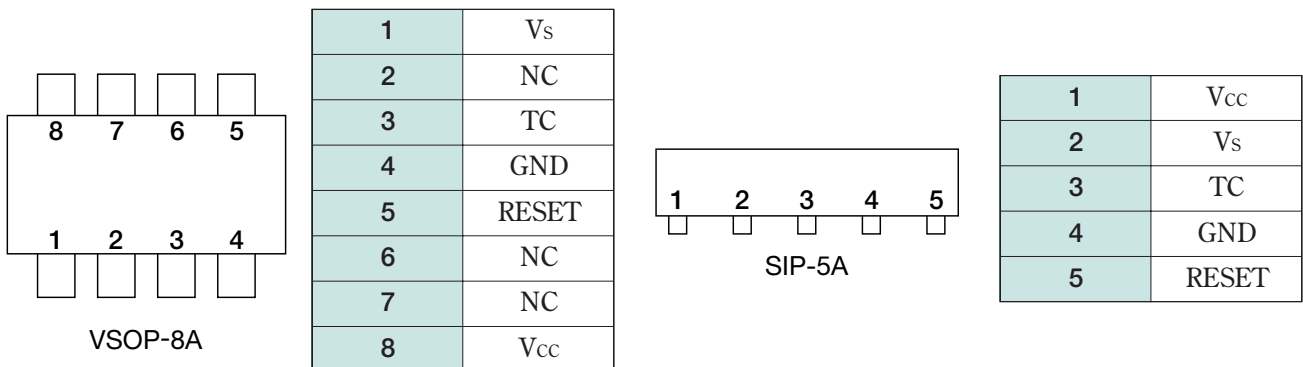 8 7 6 5
1 2 3 4
VSOP-8A
1 Vs
2 NC
3 TC
4 GND
5 RESET
6 NC
7 NC
8 Vcc
1 2 3 4 5
SIP-5A
1 Vcc
2 Vs
3 TC
4 GND
5 RESET